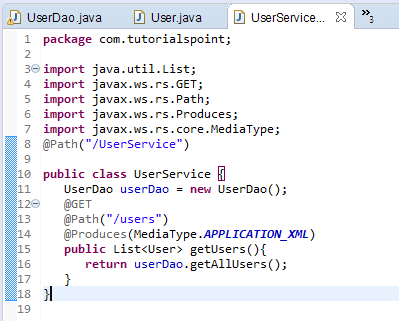 UserDao.java User.java UserService... »3
1 package com.tutorialspoint;
2
3 import java.util.List;
4 import javax.ws.rs.GET;
5 import javax.ws.rs.Path;
6 import javax.ws.rs.Produces;
7 import javax.ws.rs.core.MediaType;
8 @Path("/UserService")
9
10 public class UserService {
11 UserDao userDao = new UserDao();
12 @GET
13 @Path("/users")
14 @Produces(MediaType.APPLICATION_XML)
15 public List<User> getUsers(){
16 return userDao.getAllUsers();
17 }
18 }
19